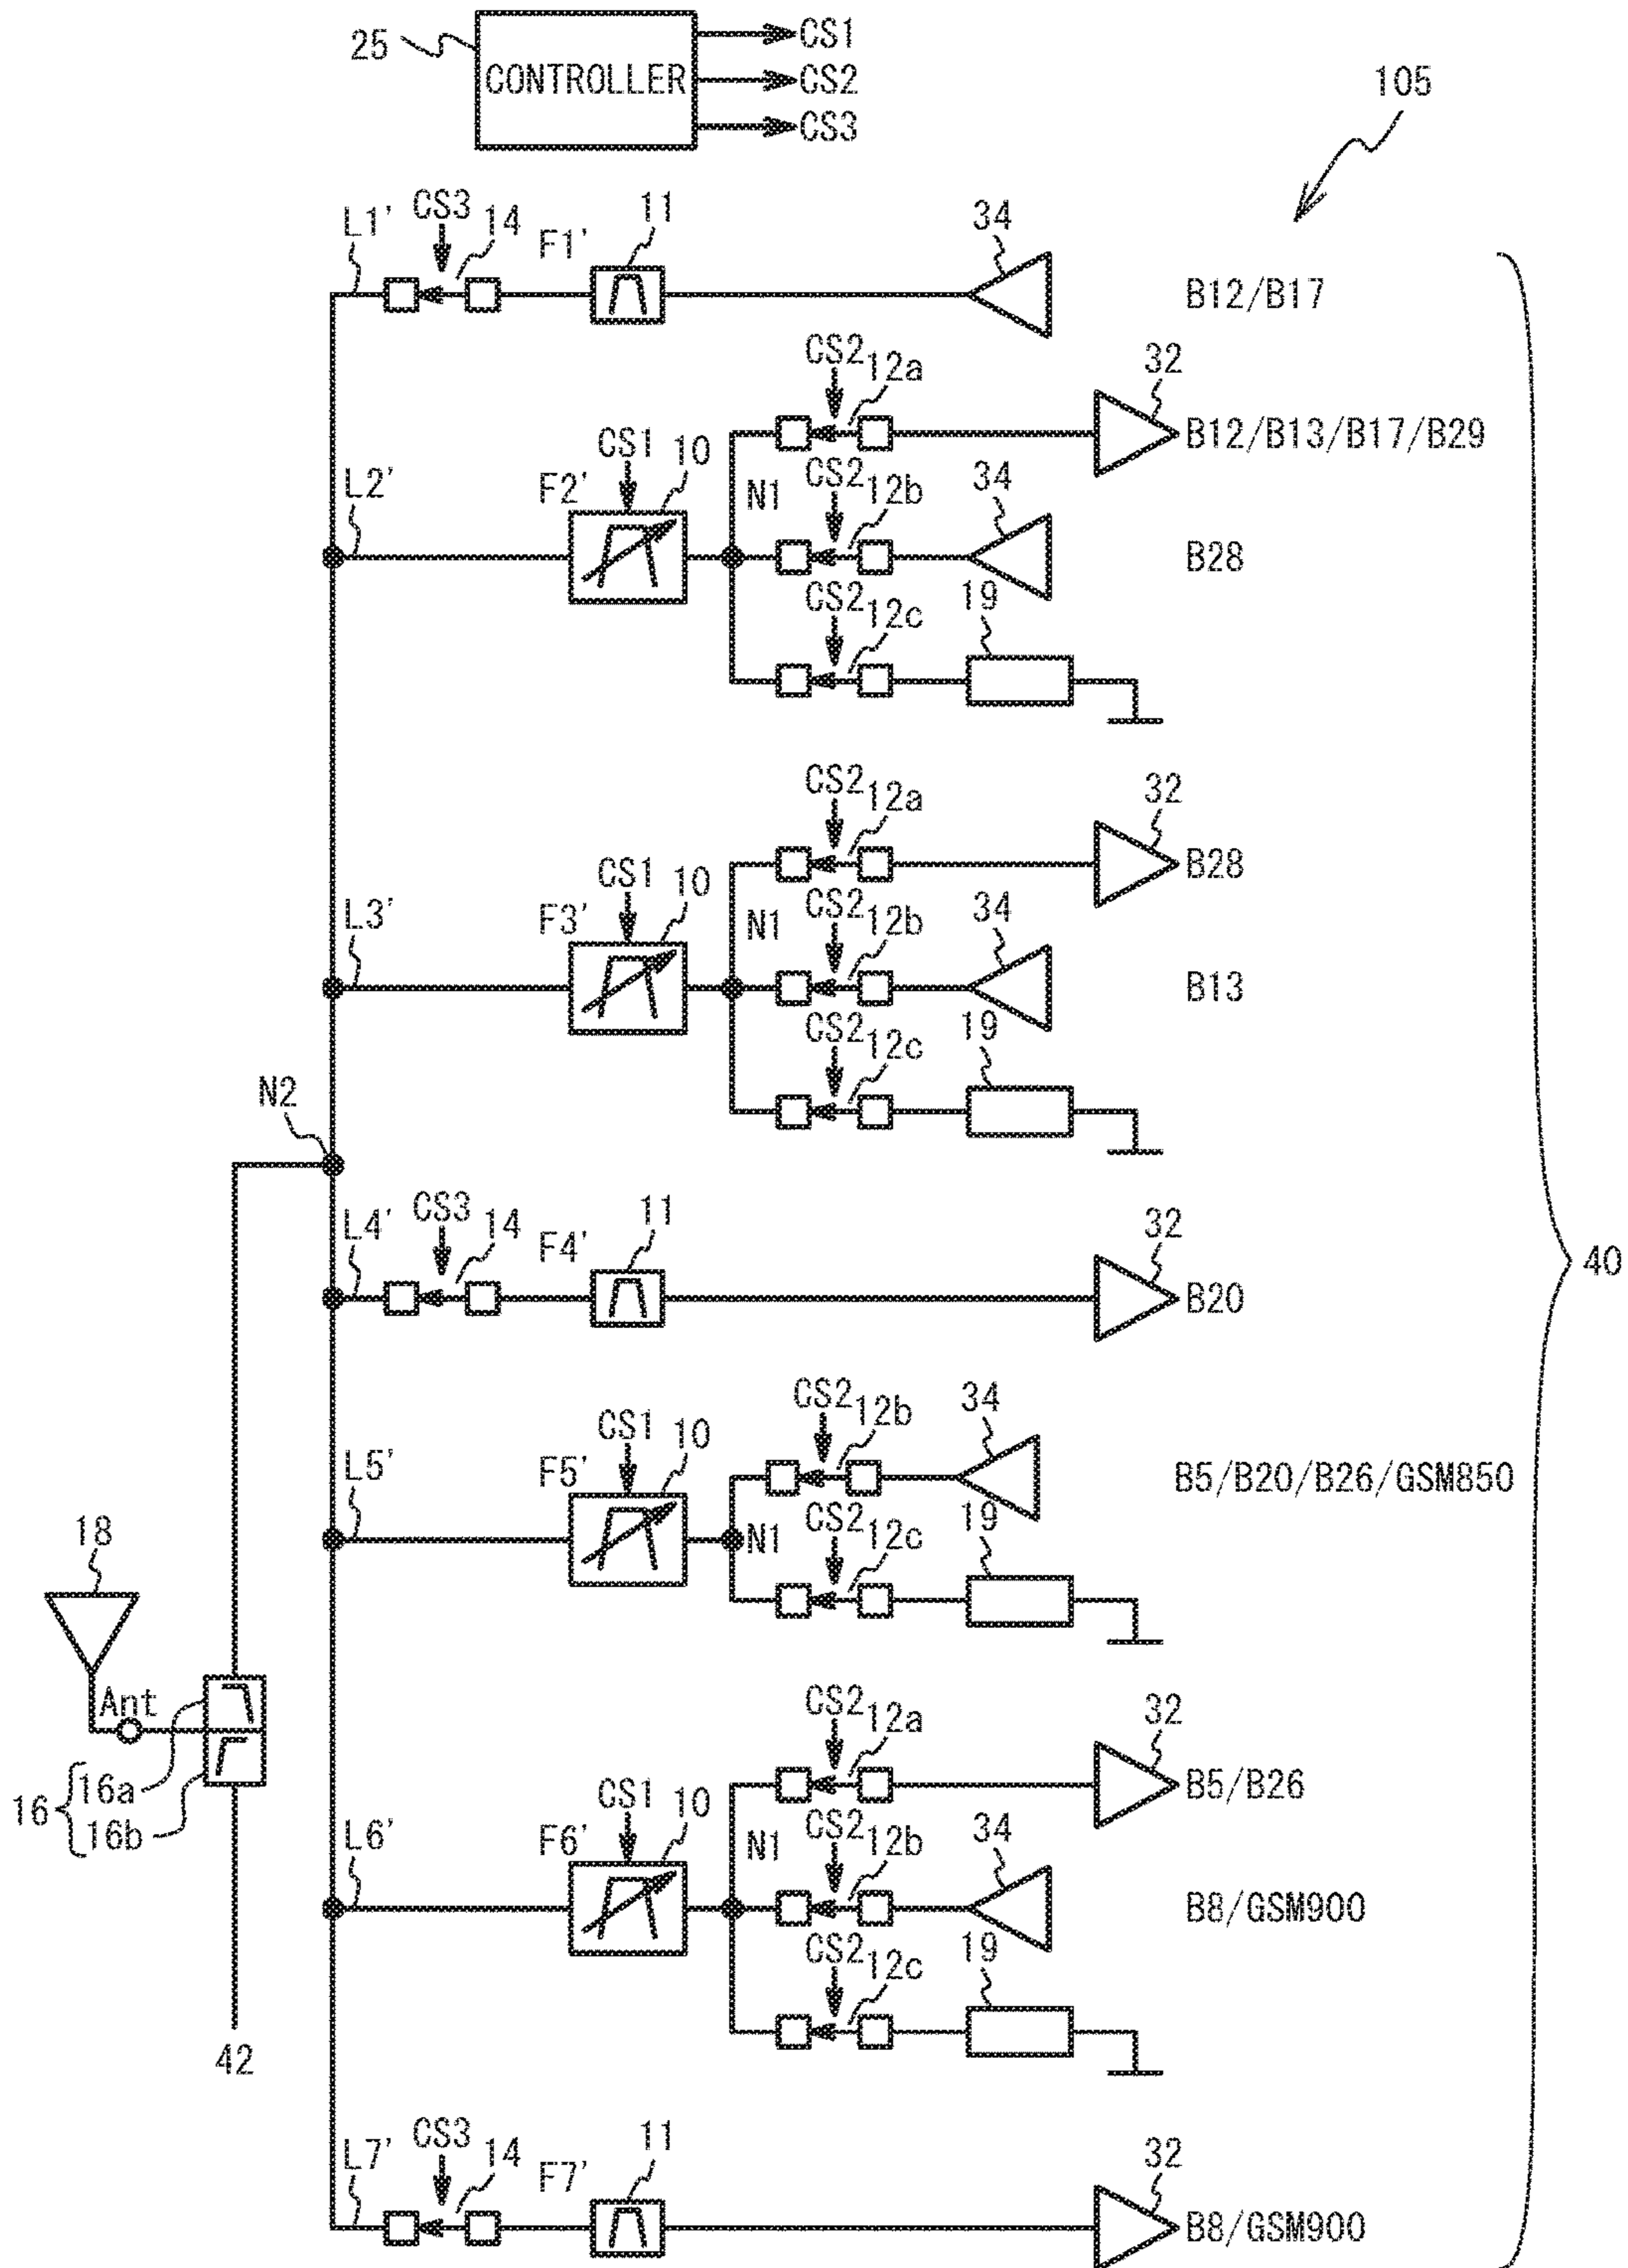 25
CONTROLLER
CS1
CS2
CS3
105
L1'
CS3
14
F1'
11
34
B12/B17
CS2
12a
32
B12/B13/B17/B29
L2'
F2'
CS1
10
N1
CS2
12b
34
B28
CS2
12c
19
CS2
12a
32
B28
L3'
F3'
CS1
10
N1
CS2
12b
34
B13
CS2
12c
19
N2
L4'
CS3
14
F4'
11
32
B20
40
L5'
F5'
CS1
10
N1
CS2
12b
34
B5/B20/B26/GSM850
CS2
12c
19
18
Ant
16
16a
16b
42
CS2
12a
32
B5/B26
L6'
F6'
CS1
10
N1
CS2
12b
34
B8/GSM900
CS2
12c
19
L7'
CS3
14
F7'
11
32
B8/GSM900